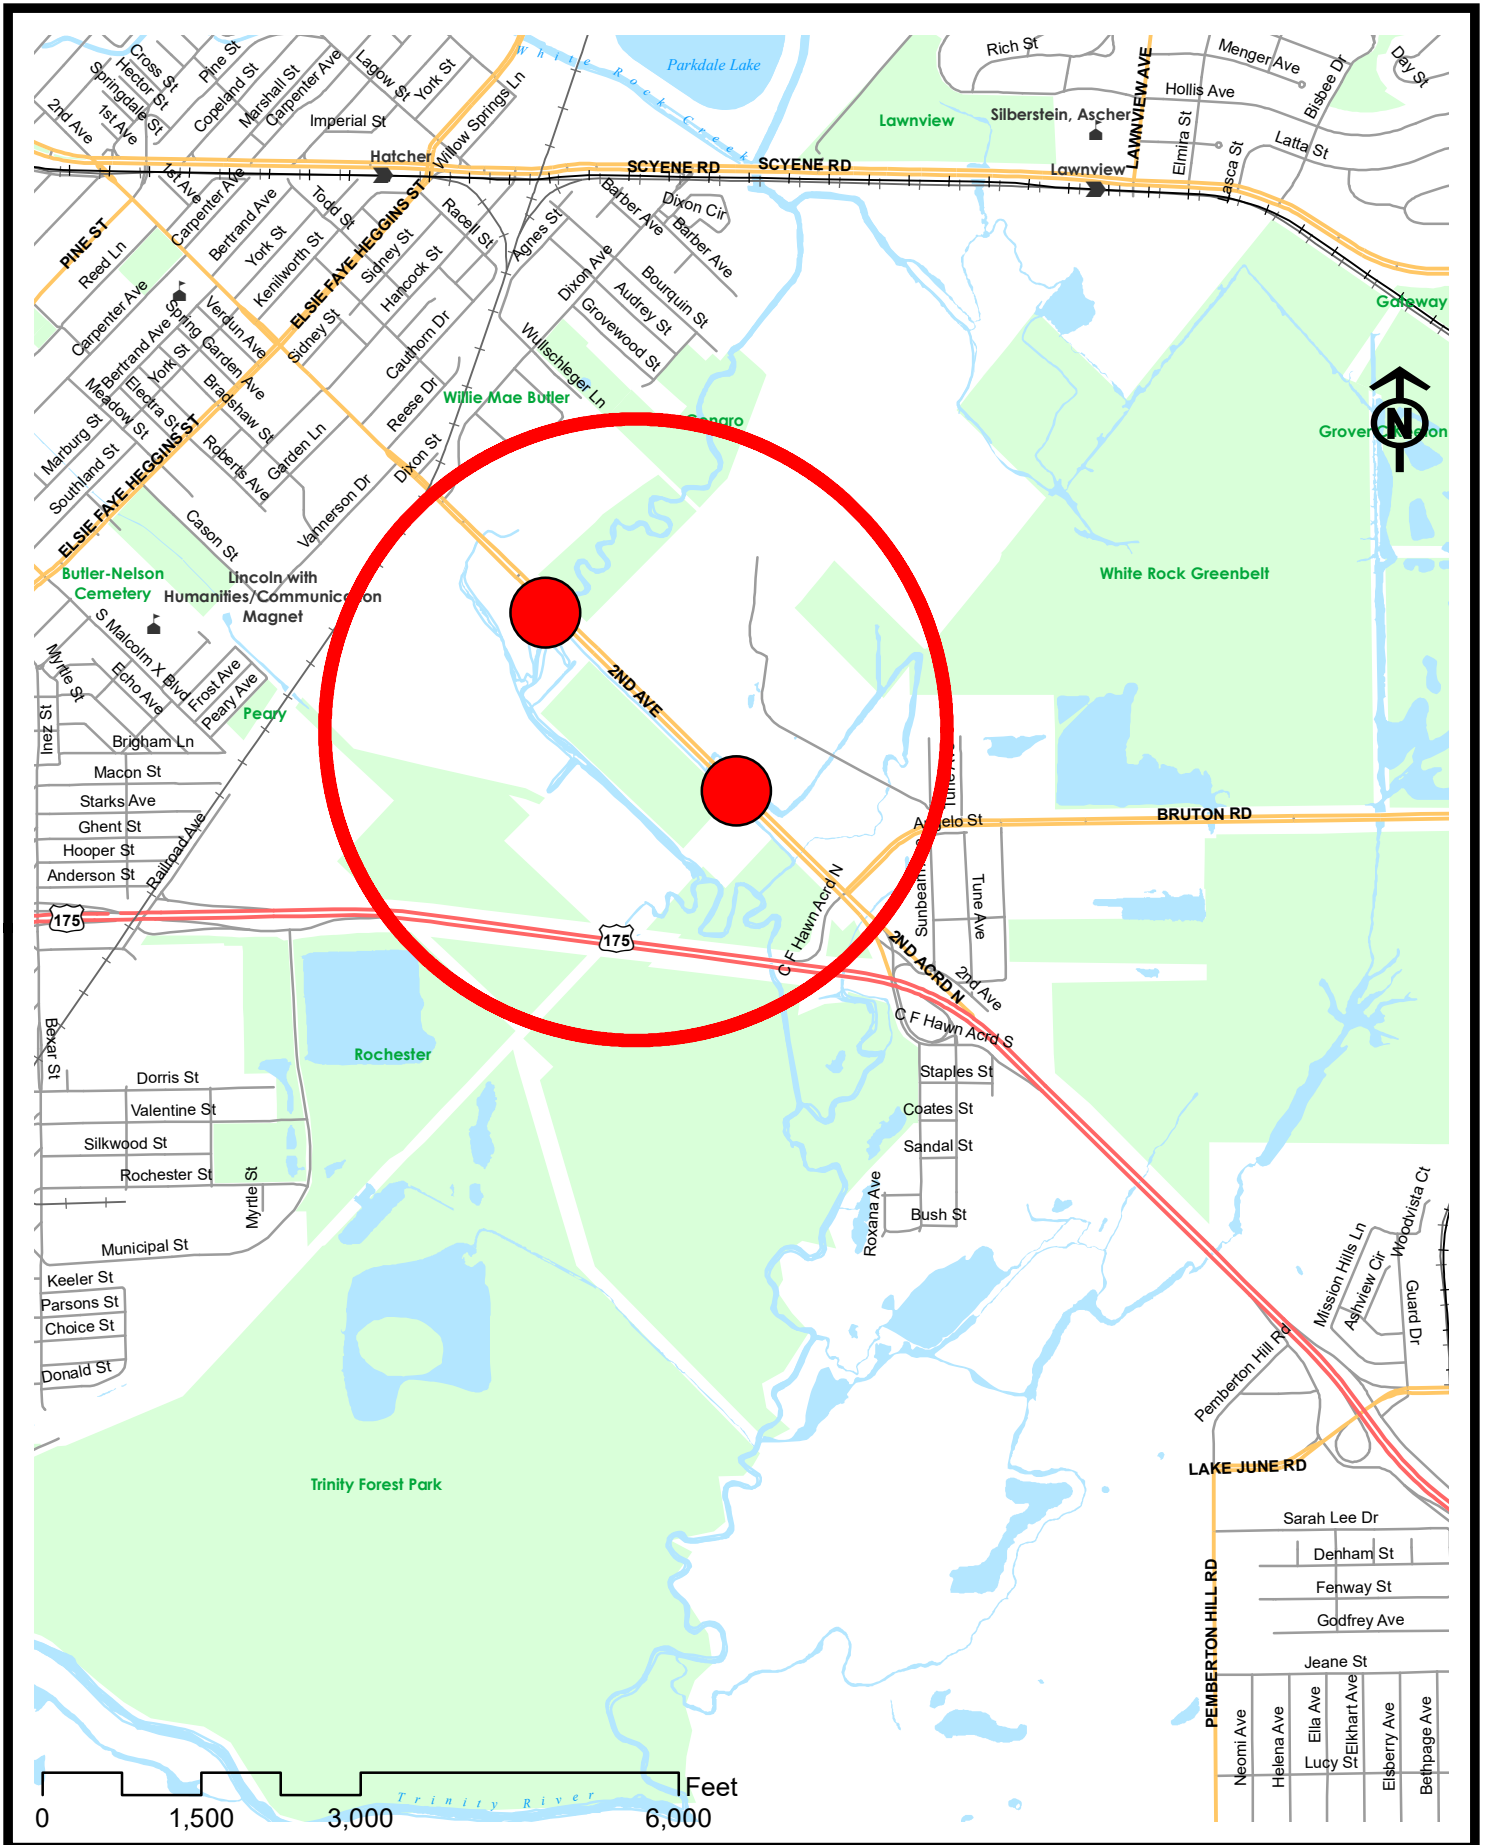 Cross St
Hector St
Springdale St
Pine St
Copeland St
Marshall St
Carpenter Ave
Lagow St
York St
Willow Springs Ln
2nd Ave
1st Ave
Imperial St
White Rock Creek
Parkdale Lake
Rich St
LAWNVIEW AVE
Menger Ave
Hollis Ave
Bisbee Dr
Day St
Lawnview
Silberstein, Ascher
Elmira St
Latta St
Lasca St
Hatcher
SCYENE RD
SCYENE RD
Lawnview
1st Ave
Carpenter Ave
Bertrand Ave
Todd St
ELSIE FAYE HEGGINS ST
Racell St
Agnes St
Barber Ave
Dixon Cir
Barber Ave
PINE ST
Reed Ln
York St
Kenilworth St
Sidney St
Hancock St
Dixon Ave
Bourquin St
Audrey St
Grovewood St
Gateway
Carpenter Ave
Spring Garden Ave
Verdun Ave
Sidney St
Cauthorn Dr
Wullschleger Ln
Bertrand Ave
York St
Electra St
Meadow St
Bradshaw St
Reese Dr
Willie Mae Butler
Marburg St
Southland St
ELSIE FAYE HEGGINS ST
Roberts Ave
Garden Ln
Dixon St
Vannerson Dr
Cason St
N
Butler-Nelson
Cemetery
Lincoln with
Humanities/Communication
Magnet
White Rock Greenbelt
S Malcolm X Blvd
Myrtle St
Echo Ave
Frost Ave
Peary Ave
Peary
2ND AVE
Inez St
Brigham Ln
Macon St
Starks Ave
Ghent St
Hooper St
Anderson St
Railroad Ave
Tune Ave
Angelo St
BRUTON RD
Tune Ave
C F Hawn Acrd N
175
175
2ND ACRD N
2nd Ave
C F Hawn Acrd S
Bexar St
Rochester
Dorris St
Valentine St
Silkwood St
Rochester St
Myrtle St
Municipal St
Staples St
Coates St
Sandal St
Roxana Ave
Bush St
Keeler St
Parsons St
Choice St
Donald St
Mission Hills Ln
Ashview Cir
Woodvista Ct
Guard Dr
Pemberton Hill Rd
Trinity Forest Park
LAKE JUNE RD
Sarah Lee Dr
Denham St
Fenway St
Godfrey Ave
PEMBERTON HILL RD
Jeane St
Neomi Ave
Helena Ave
Ella Ave
Elkhart Ave
Elsberry Ave
Bethpage Ave
Lucy St
Trinity River
Feet
0 1,500 3,000 6,000